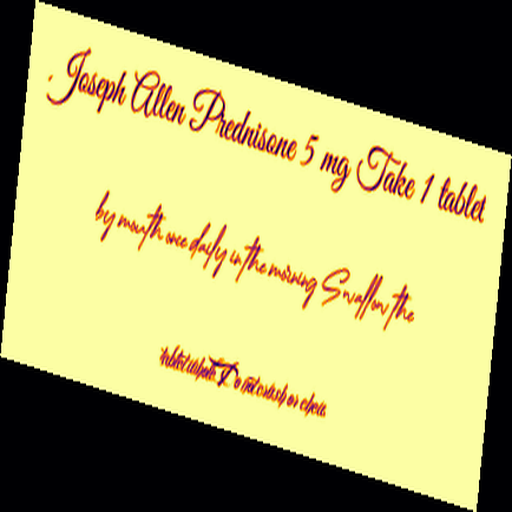 . Joseph Allen Prednisone 5 mg Take 1 tablet
by mouth once daily in the morning Swallow the
tablet whole. Do not crush or chew.